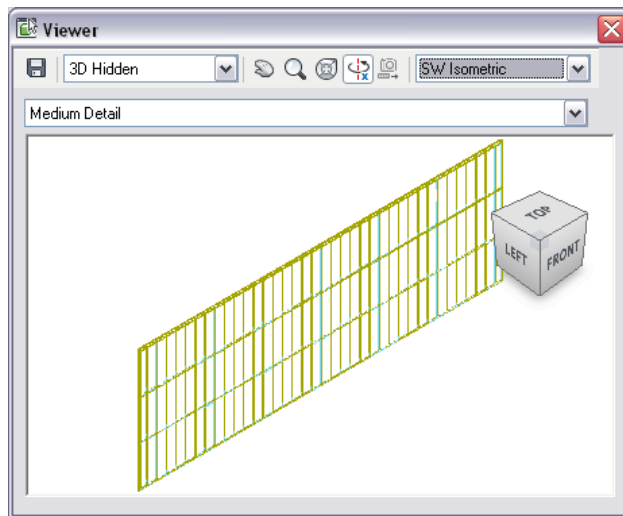 Viewer
3D Hidden
SW Isometric
Medium Detail
TOP
LEFT
FRONT